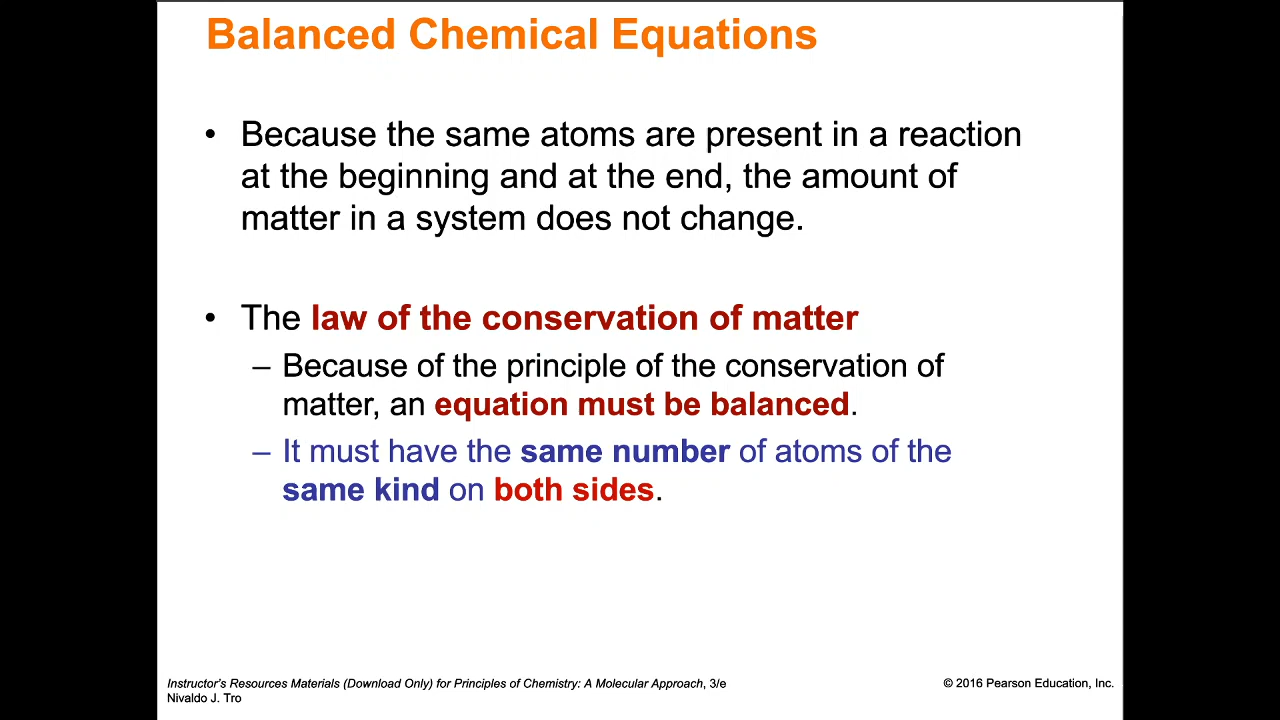 Balanced Chemical Equations
• Because the same atoms are present in a reaction
at the beginning and at the end, the amount of
matter in a system does not change.
• The law of the conservation of matter
– Because of the principle of the conservation of
matter, an equation must be balanced.
– It must have the same number of atoms of the
same kind on both sides.
Instructor's Resources Materials (Download Only) for Principles of Chemistry: A Molecular Approach, 3/e
Nivaldo J. Tro
© 2016 Pearson Education, Inc.